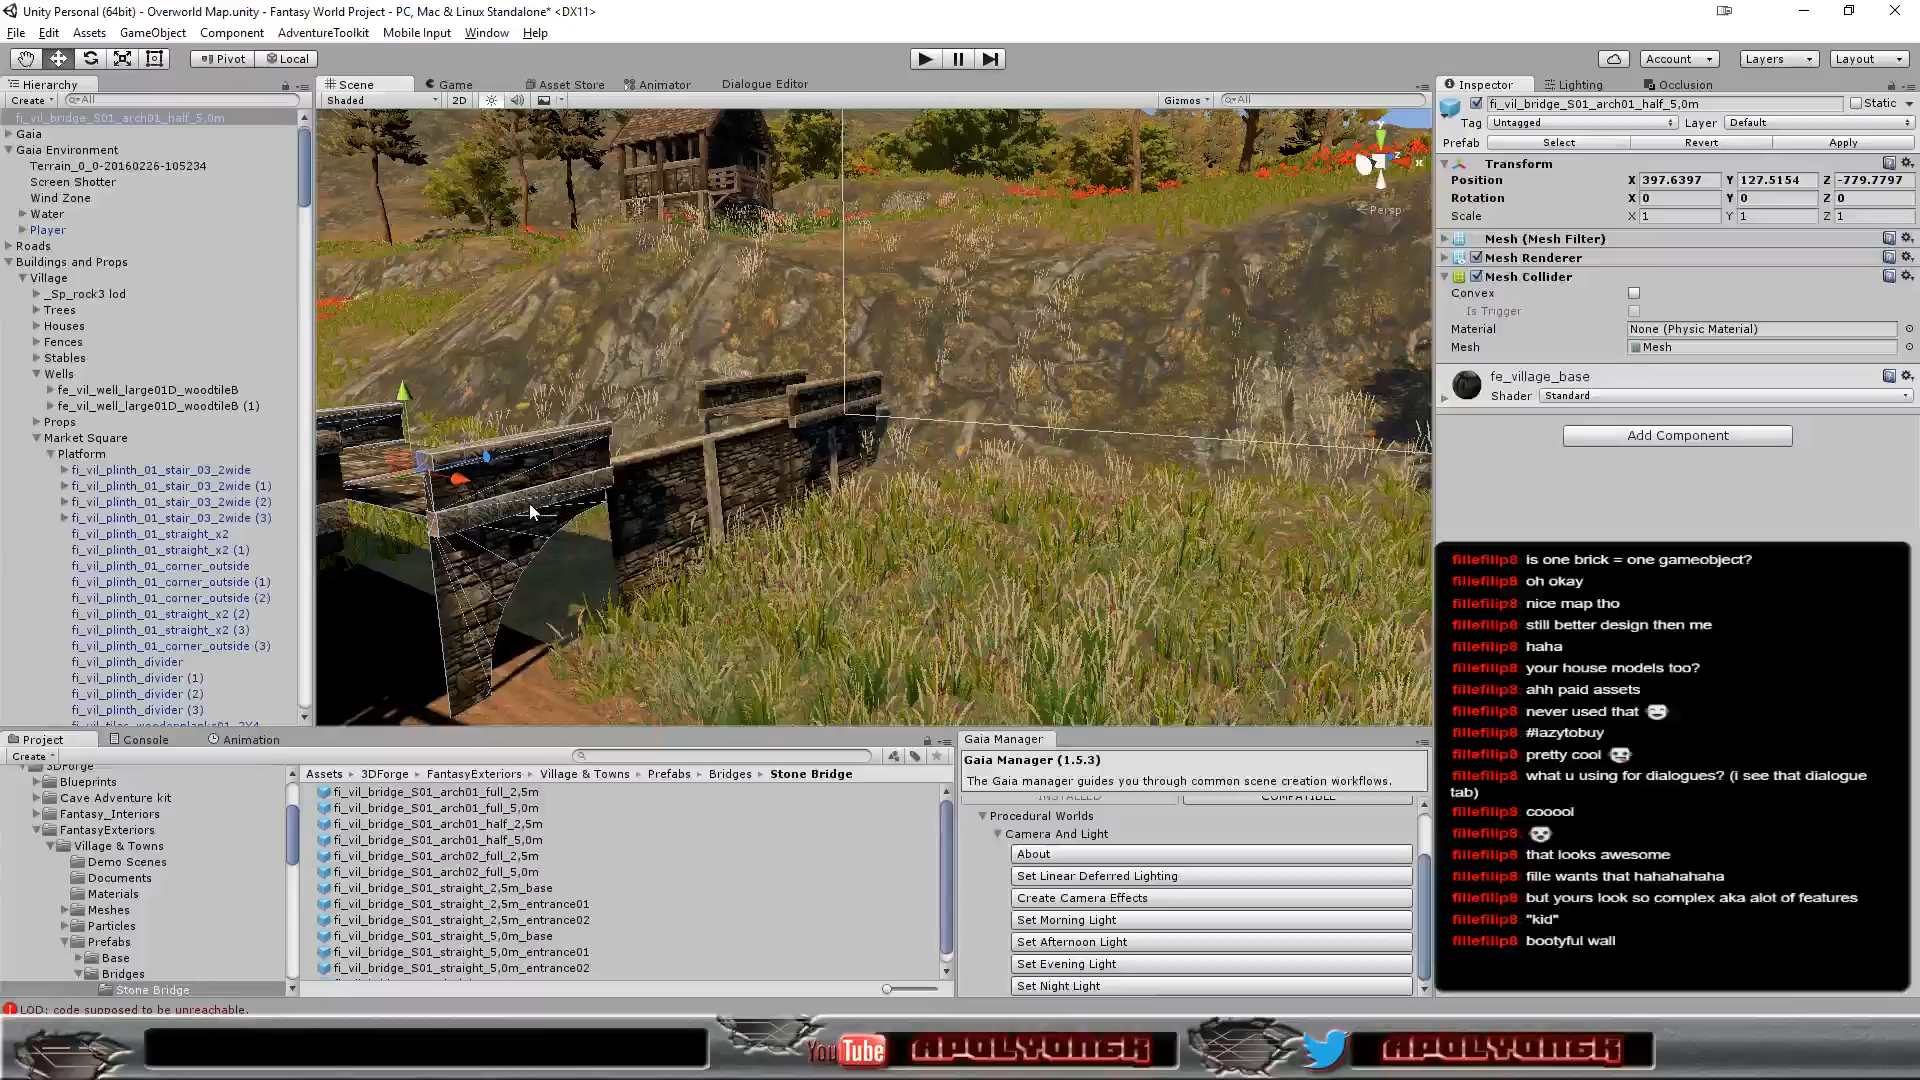 Unity Personal (64bit) - Overworld Map.unity - Fantasy World Project - PC, Mac & Linux Standalone* <DX11>
File Edit Assets GameObject Component AdventureToolkit Mobile Input Window Help
Pivot Local Account Layers Layout
Hierarchy
Create All
fi_vil_bridge_S01_arch01_half_5,0m
Gaia
Gaia Environment
Terrain_0_0-20160226-105234
Screen Shotter
Wind Zone
Water
Player
Roads
Buildings and Props
Village
_Sp_rock3 lod
Trees
Houses
Fences
Stables
Wells
fe_vil_well_large01D_woodtileB
fe_vil_well_large01D_woodtileB (1)
Props
Market Square
Platform
fi_vil_plinth_01_stair_03_2wide
fi_vil_plinth_01_stair_03_2wide (1)
fi_vil_plinth_01_stair_03_2wide (2)
fi_vil_plinth_01_stair_03_2wide (3)
fi_vil_plinth_01_straight_x2
fi_vil_plinth_01_straight_x2 (1)
fi_vil_plinth_01_corner_outside
fi_vil_plinth_01_corner_outside (1)
fi_vil_plinth_01_corner_outside (2)
fi_vil_plinth_01_straight_x2 (2)
fi_vil_plinth_01_straight_x2 (3)
fi_vil_plinth_01_corner_outside (3)
fi_vil_plinth_divider
fi_vil_plinth_divider (1)
fi_vil_plinth_divider (2)
fi_vil_plinth_divider (3)
Scene Game Asset Store Animator Dialogue Editor
Shaded 2D Gizmos All
Persp
Inspector Lighting Occlusion
fi_vil_bridge_S01_arch01_half_5,0m Static
Tag Untagged Layer Default
Prefab Select Revert Apply
Transform
Position X 397.6397 Y 127.5154 Z -779.7797
Rotation X 0 Y 0 Z 0
Scale X 1 Y 1 Z 1
Mesh (Mesh Filter)
Mesh Renderer
Mesh Collider
Convex
Is Trigger
Material None (Physic Material)
Mesh Mesh
fe_village_base
Shader Standard
Add Component
fillefilip8 is one brick = one gameobject?
fillefilip8 oh okay
fillefilip8 nice map tho
fillefilip8 still better design then me
fillefilip8 haha
fillefilip8 your house models too?
fillefilip8 ahh paid assets
fillefilip8 never used that
fillefilip8 #lazytobuy
fillefilip8 pretty cool
fillefilip8 what u using for dialogues? (i see that dialogue
tab)
fillefilip8 cooool
fillefilip8
fillefilip8 that looks awesome
fillefilip8 fille wants that hahahahaha
fillefilip8 but yours look so complex aka alot of features
fillefilip8 "kid"
fillefilip8 bootyful wall
Project Console Animation
Create
3DForge
Blueprints
Cave Adventure kit
Fantasy_Interiors
FantasyExteriors
Village & Towns
Demo Scenes
Documents
Materials
Meshes
Particles
Prefabs
Base
Bridges
Stone Bridge
Assets 3DForge FantasyExteriors Village & Towns Prefabs Bridges Stone Bridge
fi_vil_bridge_S01_arch01_full_2,5m
fi_vil_bridge_S01_arch01_full_5,0m
fi_vil_bridge_S01_arch01_half_2,5m
fi_vil_bridge_S01_arch01_half_5,0m
fi_vil_bridge_S01_arch02_full_2,5m
fi_vil_bridge_S01_arch02_full_5,0m
fi_vil_bridge_S01_straight_2,5m_base
fi_vil_bridge_S01_straight_2,5m_entrance01
fi_vil_bridge_S01_straight_2,5m_entrance02
fi_vil_bridge_S01_straight_5,0m_base
fi_vil_bridge_S01_straight_5,0m_entrance01
fi_vil_bridge_S01_straight_5,0m_entrance02
Gaia Manager
Gaia Manager (1.5.3)
The Gaia manager guides you through common scene creation workflows.
INSTALLED COMPATIBLE
Procedural Worlds
Camera And Light
About
Set Linear Deferred Lighting
Create Camera Effects
Set Morning Light
Set Afternoon Light
Set Evening Light
Set Night Light
LOD: code supposed to be unreachable.
YouTube APOLYONGK APOLYONGK